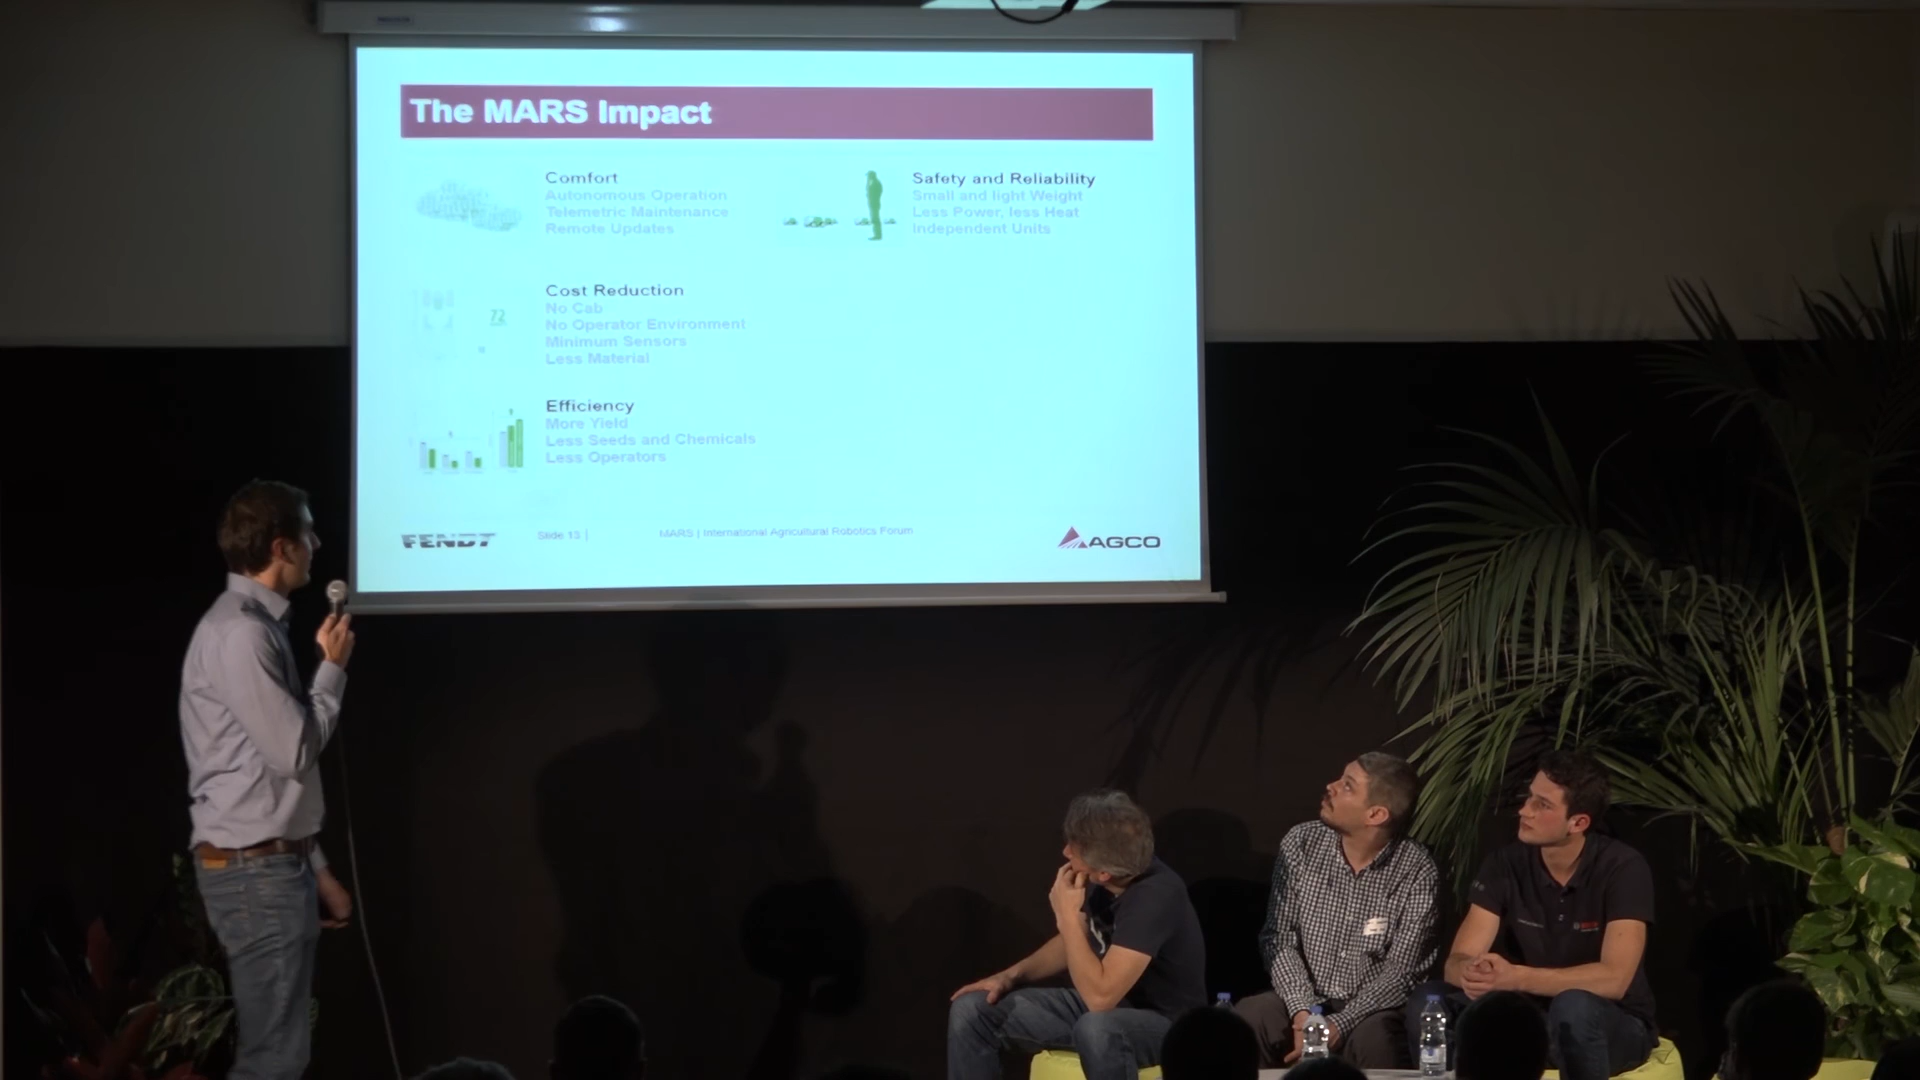 The MARS Impact
Comfort
Autonomous Operation
Telemetric Maintenance
Remote Updates
Safety and Reliability
Small and light Weight
Less Power, less Heat
Independent Units
Cost Reduction
No Cab
No Operator Environment
Minimum Sensors
Less Material
72
Efficiency
More Yield
Less Seeds and Chemicals
Less Operators
FENDT
Slide 13 |
MARS | International Agricultural Robotics Forum
AGCO